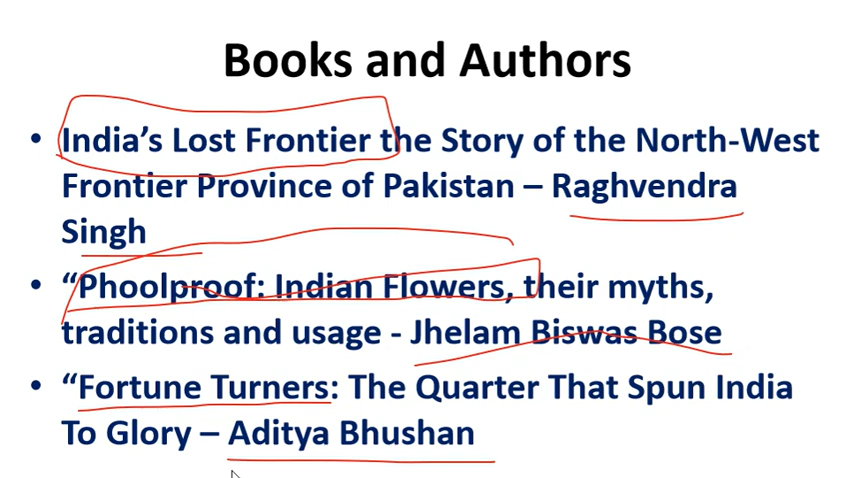 Books and Authors
• India's Lost Frontier the Story of the North-West
Frontier Province of Pakistan – Raghvendra
Singh
• “Phoolproof: Indian Flowers, their myths,
traditions and usage - Jhelam Biswas Bose
• “Fortune Turners: The Quarter That Spun India
To Glory – Aditya Bhushan